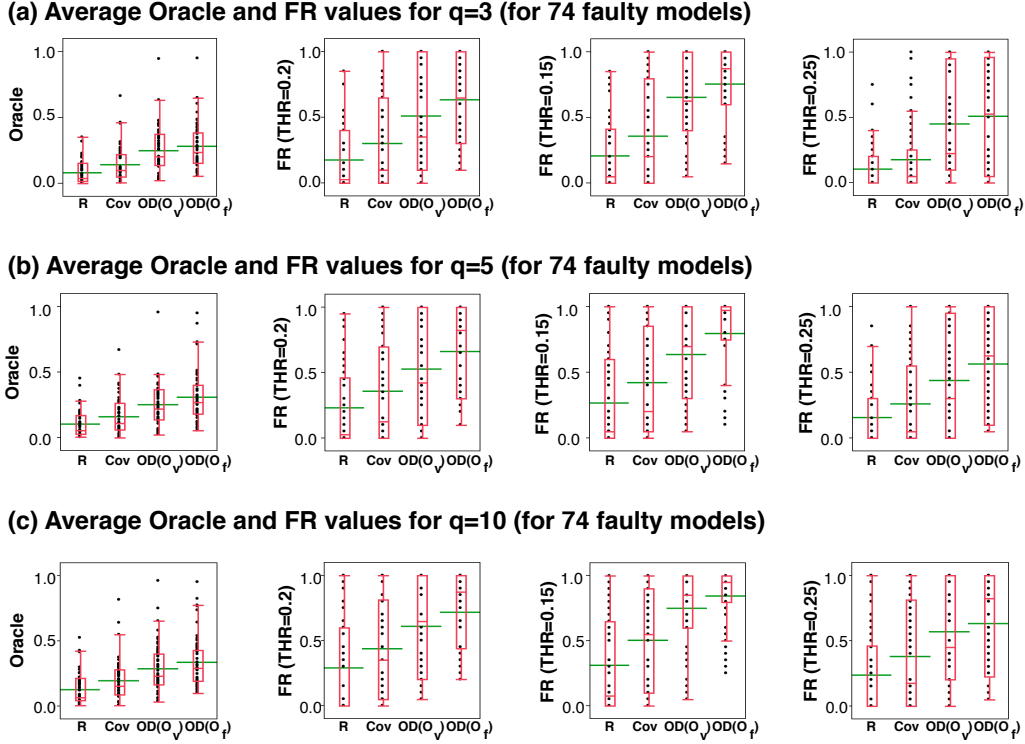 (a) Average Oracle and FR values for q=3 (for 74 faulty models)
Oracle
1.0
0.5
0.0
R Cov OD(Ov) OD(Of)
FR (THR=0.2)
1.0
0.5
0.0
R Cov OD(Ov) OD(Of)
FR (THR=0.15)
1.0
0.5
0.0
R Cov OD(Ov) OD(Of)
FR (THR=0.25)
1.0
0.5
0.0
R Cov OD(Ov) OD(Of)
(b) Average Oracle and FR values for q=5 (for 74 faulty models)
Oracle
1.0
0.5
0.0
R Cov OD(Ov) OD(Of)
FR (THR=0.2)
1.0
0.5
0.0
R Cov OD(Ov) OD(Of)
FR (THR=0.15)
1.0
0.5
0.0
R Cov OD(Ov) OD(Of)
FR (THR=0.25)
1.0
0.5
0.0
R Cov OD(Ov) OD(Of)
(c) Average Oracle and FR values for q=10 (for 74 faulty models)
Oracle
1.0
0.5
0.0
R Cov OD(Ov) OD(Of)
FR (THR=0.2)
1.0
0.5
0.0
R Cov OD(Ov) OD(Of)
FR (THR=0.15)
1.0
0.5
0.0
R Cov OD(Ov) OD(Of)
FR (THR=0.25)
1.0
0.5
0.0
R Cov OD(Ov) OD(Of)